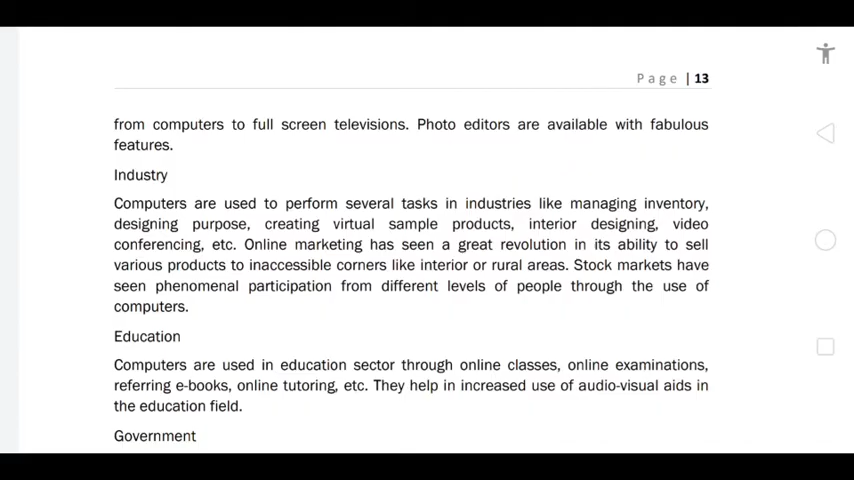 Page | 13
from computers to full screen televisions. Photo editors are available with fabulous
features.
Industry
Computers are used to perform several tasks in industries like managing inventory,
designing purpose, creating virtual sample products, interior designing, video
conferencing, etc. Online marketing has seen a great revolution in its ability to sell
various products to inaccessible corners like interior or rural areas. Stock markets have
seen phenomenal participation from different levels of people through the use of
computers.
Education
Computers are used in education sector through online classes, online examinations,
referring e-books, online tutoring, etc. They help in increased use of audio-visual aids in
the education field.
Government